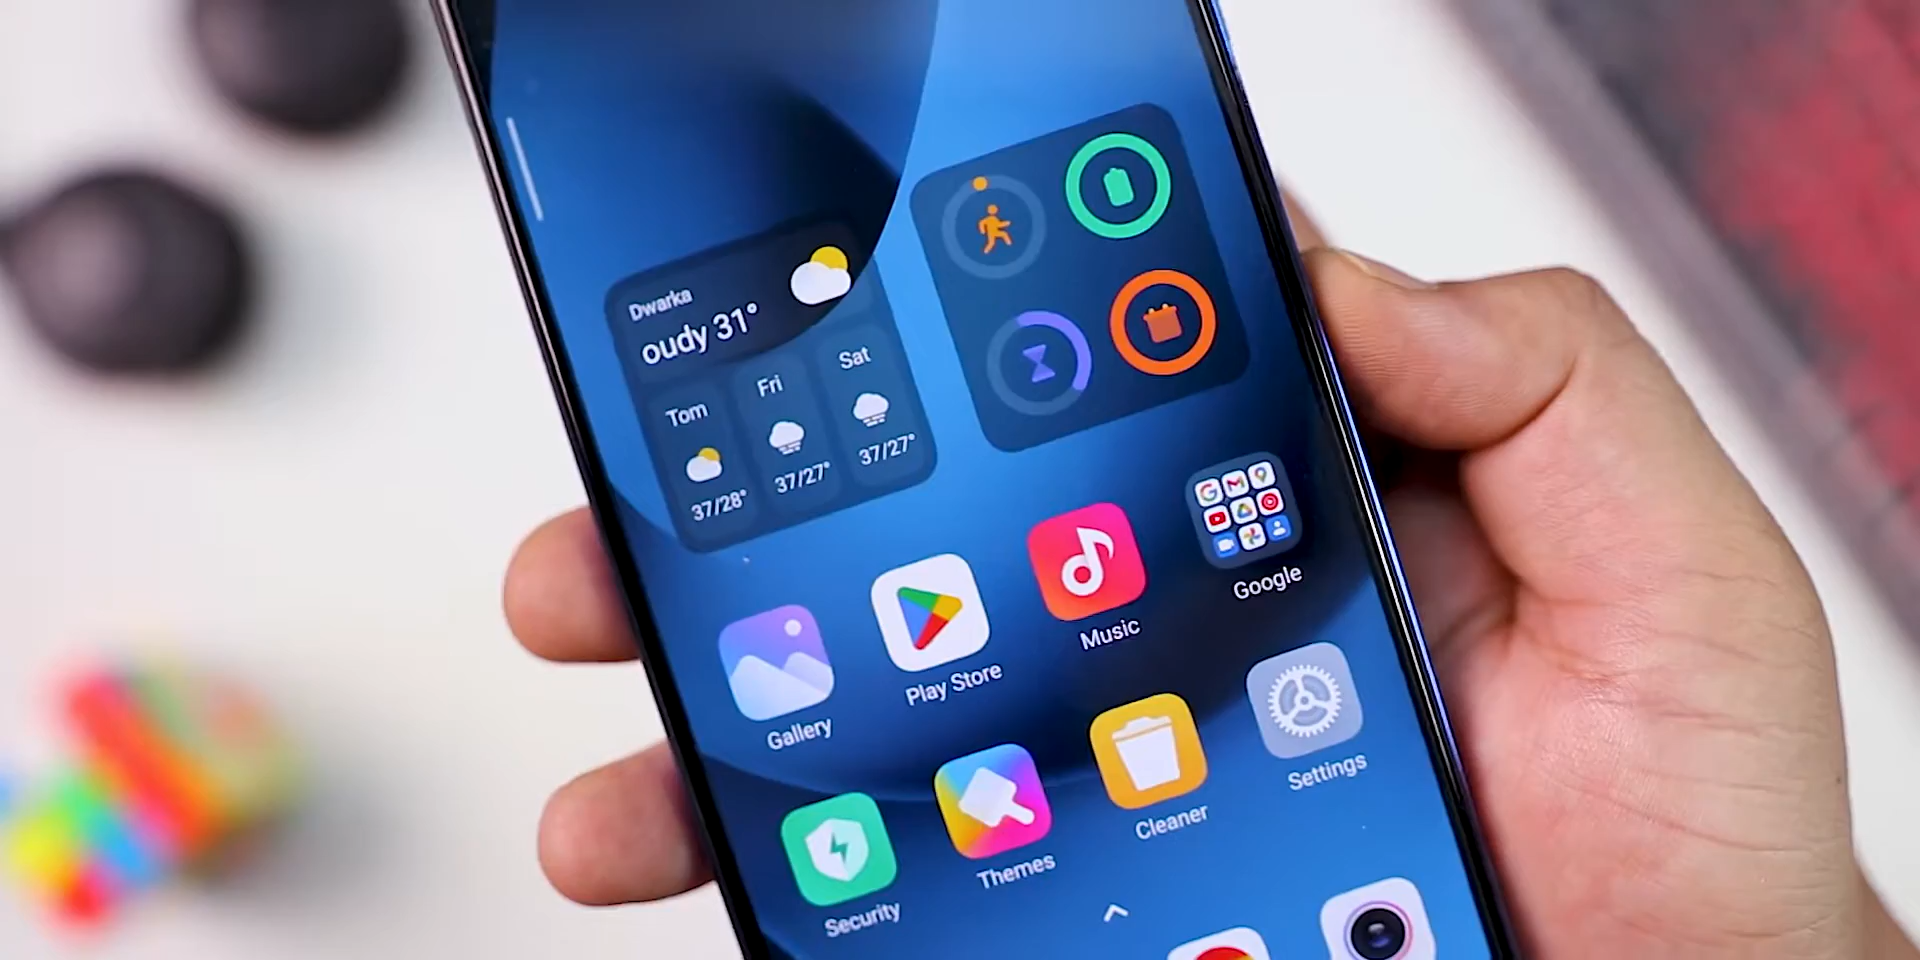 Dwarka
oudy 31°
Tom
Fri
Sat
37/28°
37/27°
37/27°
Gallery
Play Store
Music
Google
Security
Themes
Cleaner
Settings